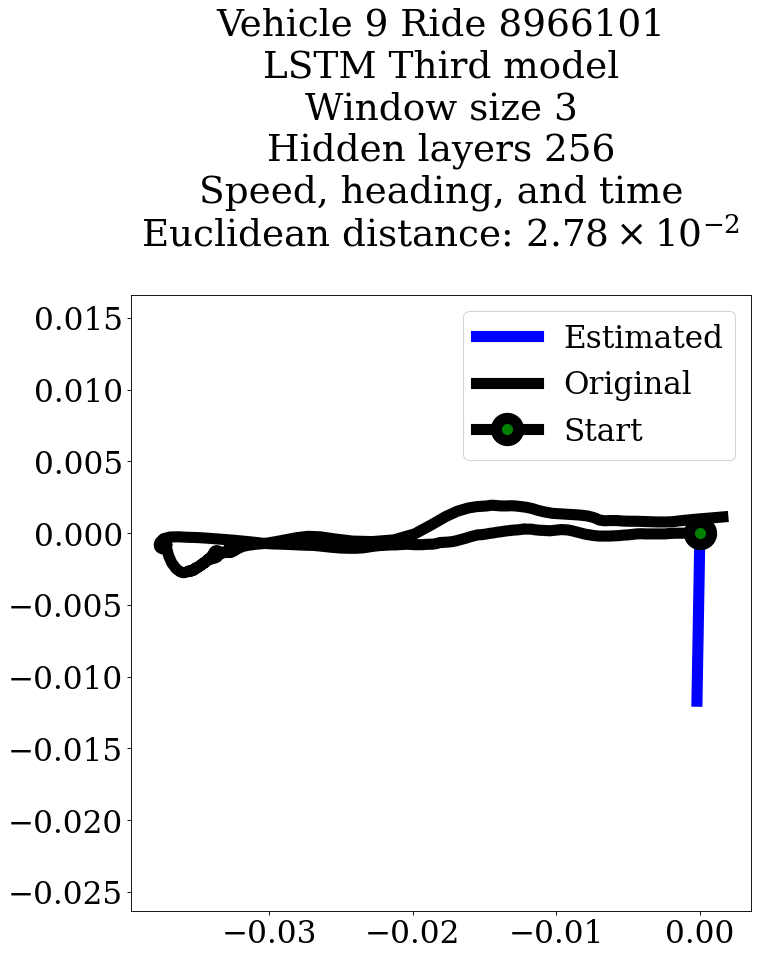 Vehicle 9 Ride 8966101
LSTM Third model
Window size 3
Hidden layers 256
Speed, heading, and time
Euclidean distance: 2.78 × 10⁻²
Estimated
Original
Start
0.015
0.010
0.005
0.000
−0.005
−0.010
−0.015
−0.020
−0.025
−0.03 −0.02 −0.01 0.00